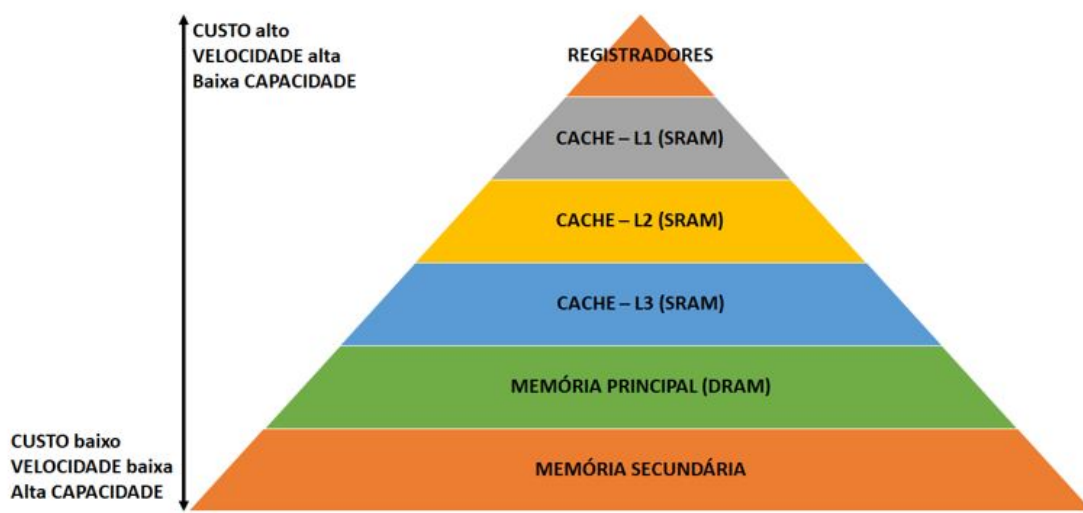 CUSTO alto
VELOCIDADE alta
Baixa CAPACIDADE
REGISTRADORES
CACHE – L1 (SRAM)
CACHE – L2 (SRAM)
CACHE – L3 (SRAM)
MEMÓRIA PRINCIPAL (DRAM)
CUSTO baixo
VELOCIDADE baixa
Alta CAPACIDADE
MEMÓRIA SECUNDÁRIA